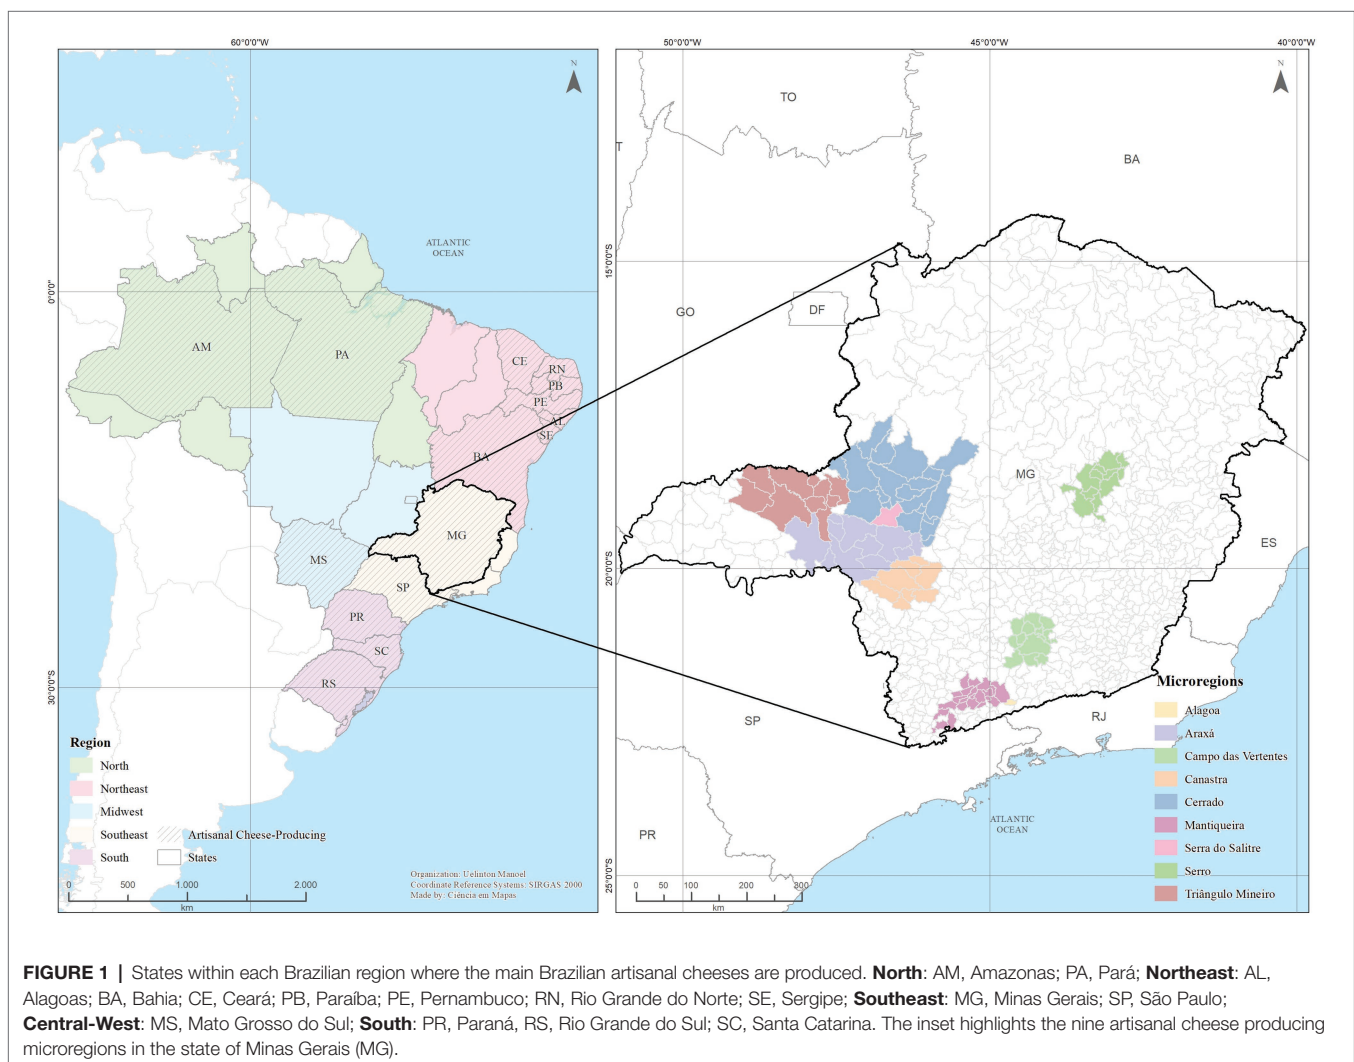 60°0'0"W
50°0'0"W
45°0'0"W
40°0'0"W
N
N
TO
T
BA
ATLANTIC
OCEAN
15°0'0"S
0°0'0"
GO
DF
AM
PA
CE
RN
PB
PE
AL
SE
BA
MG
MG
MS
SP
ES
20°0'0"S
PR
SC
RS
30°0'0"S
SP
RJ
PR
ATLANTIC
OCEAN
25°0'0"S
Region
North
Northeast
Midwest
Southeast
South
Artisanal Cheese-Producing
States
0 500 1.000 2.000
km
Organization: Uelinton Manoel
Coordinate Reference Systems: SIRGAS 2000
Made by: Ciência em Mapas
Microregions
Alagoa
Araxá
Campo das Vertentes
Canastra
Cerrado
Mantiqueira
Serra do Salitre
Serro
Triângulo Mineiro
0 50 100 200 300
km
FIGURE 1 | States within each Brazilian region where the main Brazilian artisanal cheeses are produced. North: AM, Amazonas; PA, Pará; Northeast: AL,
Alagoas; BA, Bahia; CE, Ceará; PB, Paraíba; PE, Pernambuco; RN, Rio Grande do Norte; SE, Sergipe; Southeast: MG, Minas Gerais; SP, São Paulo;
Central-West: MS, Mato Grosso do Sul; South: PR, Paraná, RS, Rio Grande do Sul; SC, Santa Catarina. The inset highlights the nine artisanal cheese producing
microregions in the state of Minas Gerais (MG).